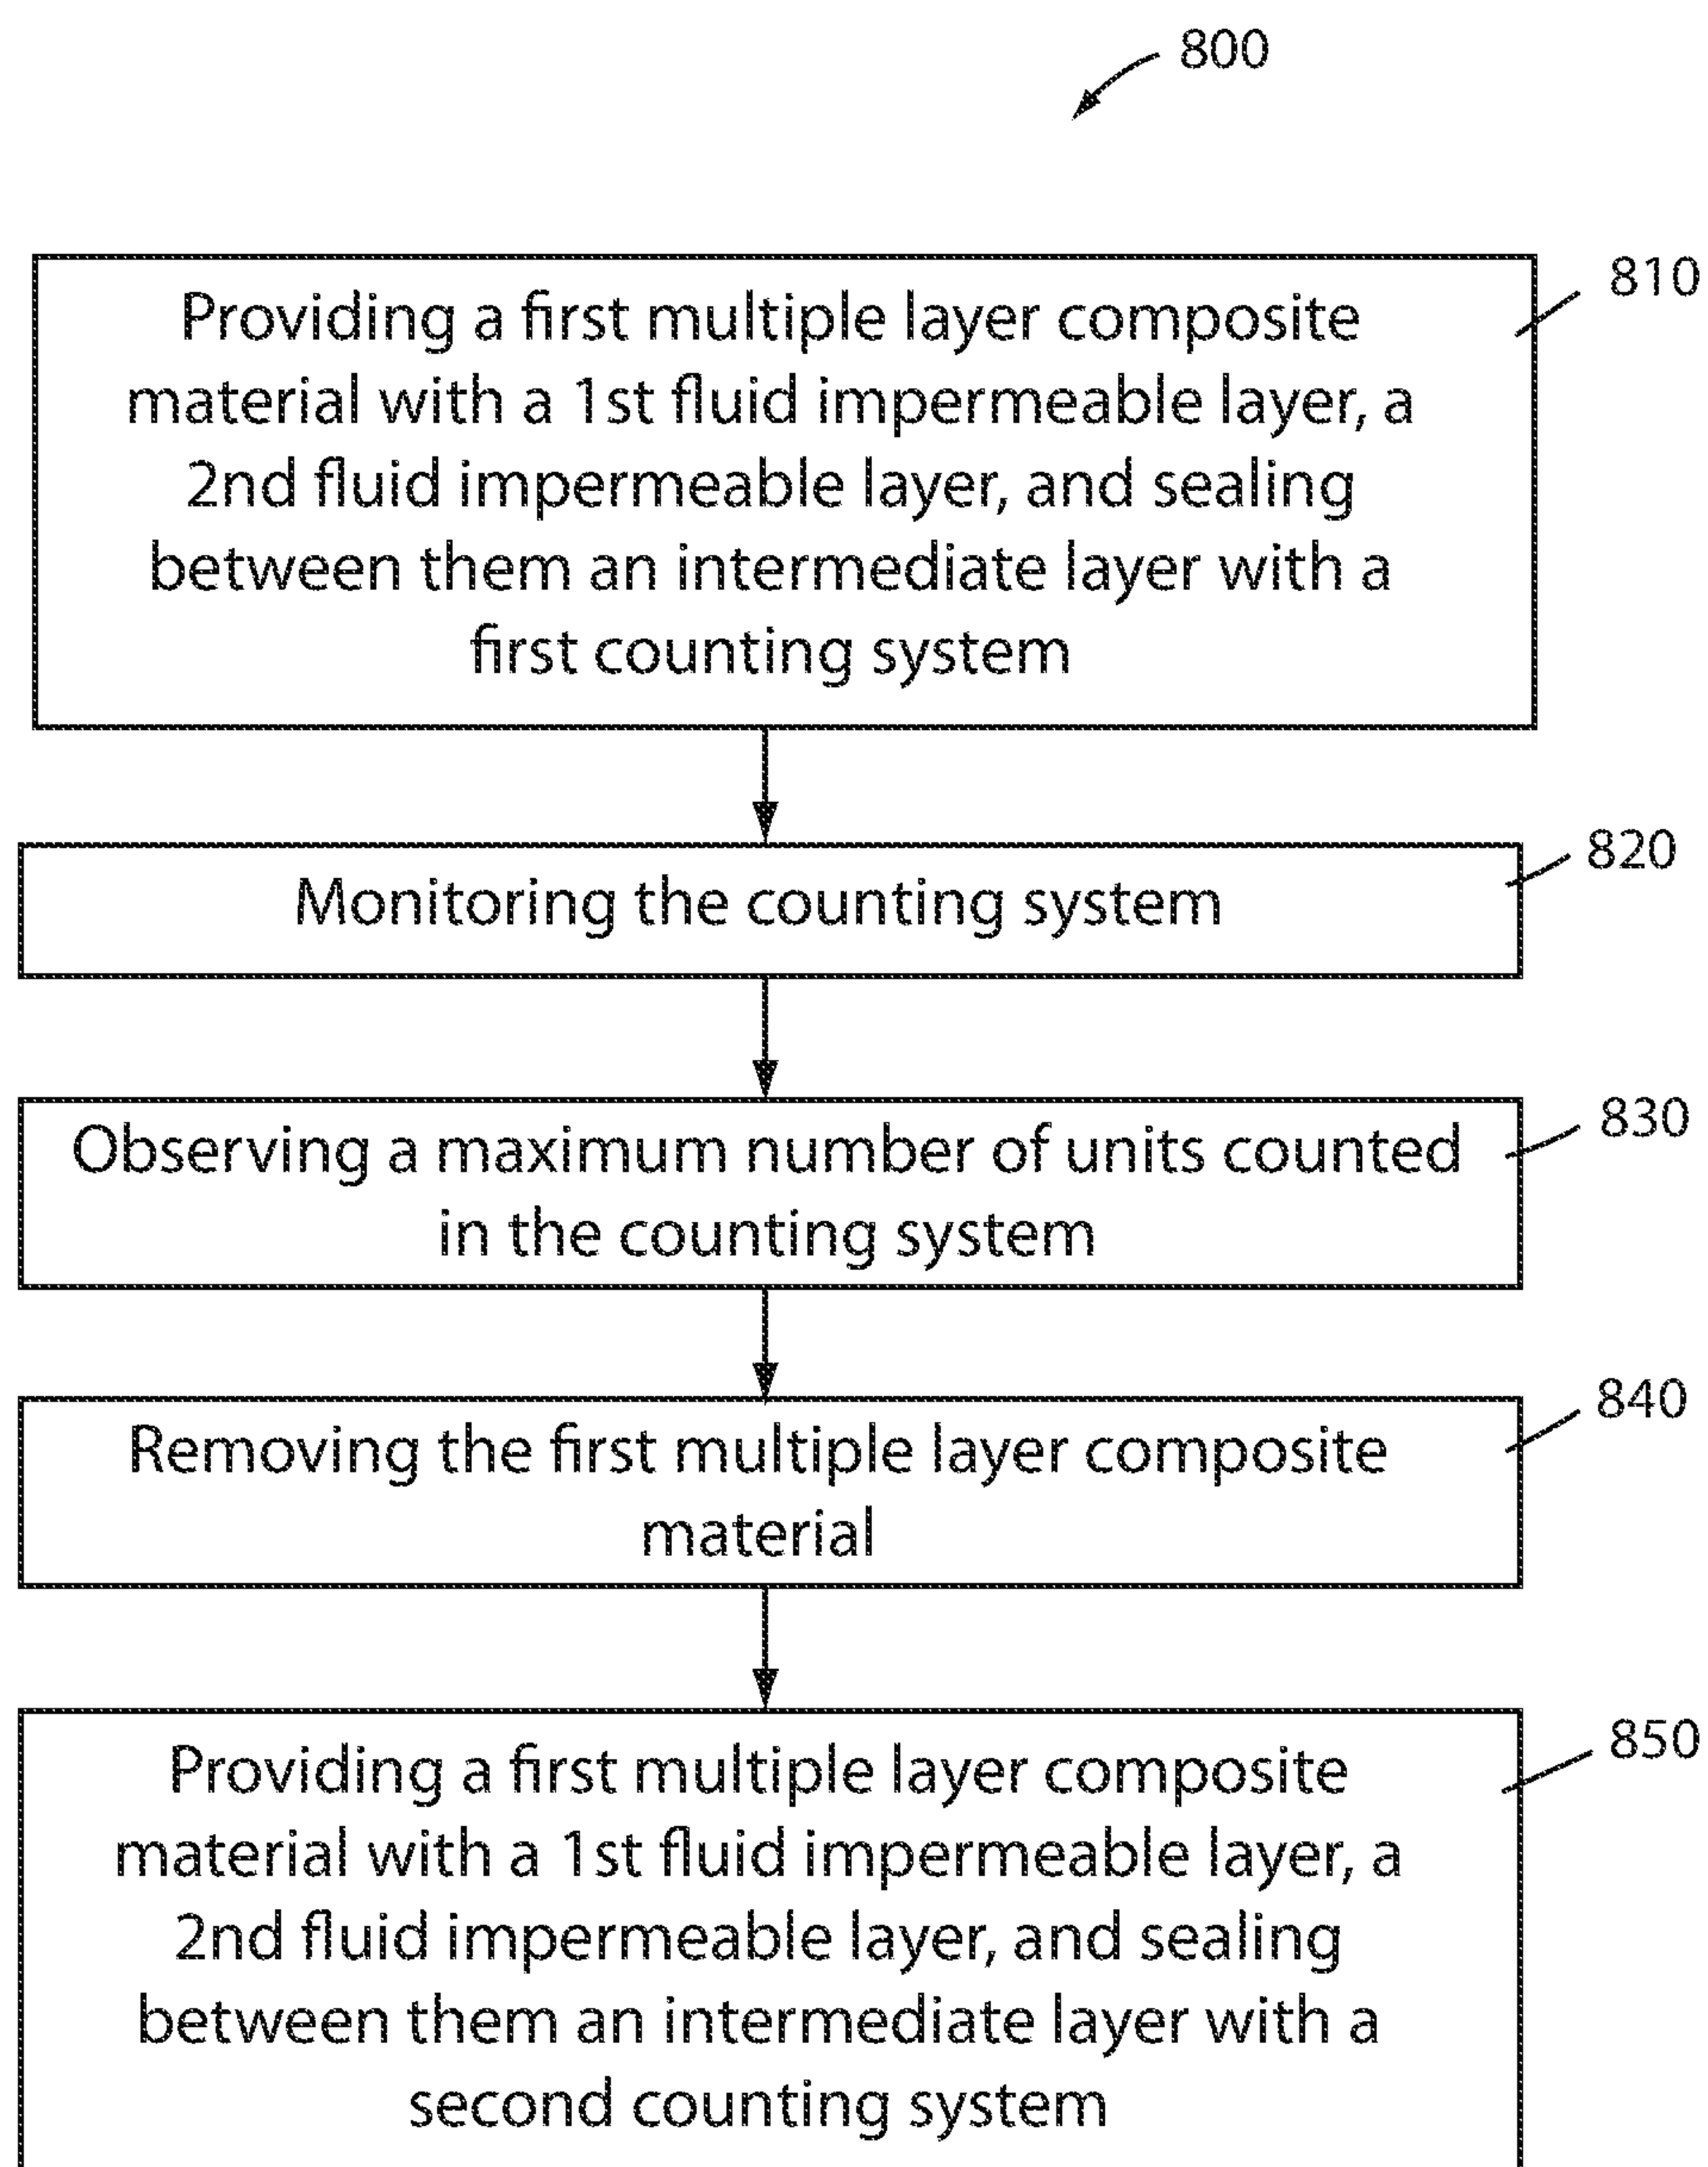 800
810
Providing a first multiple layer composite
material with a 1st fluid impermeable layer, a
2nd fluid impermeable layer, and sealing
between them an intermediate layer with a
first counting system
820
Monitoring the counting system
830
Observing a maximum number of units counted
in the counting system
840
Removing the first multiple layer composite
material
850
Providing a first multiple layer composite
material with a 1st fluid impermeable layer, a
2nd fluid impermeable layer, and sealing
between them an intermediate layer with a
second counting system